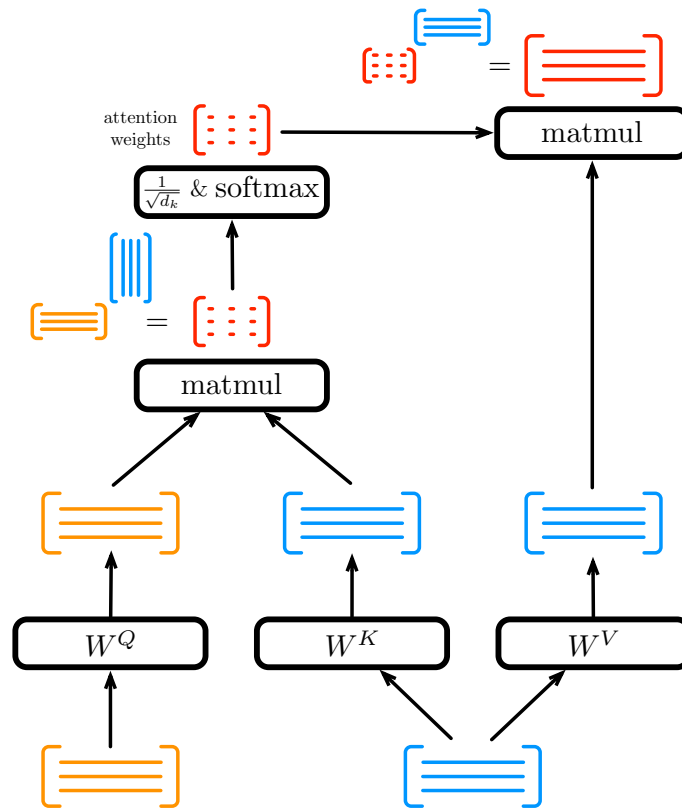 =
matmul
attention
weights
1/√d_k & softmax
=
matmul
W^Q
W^K
W^V